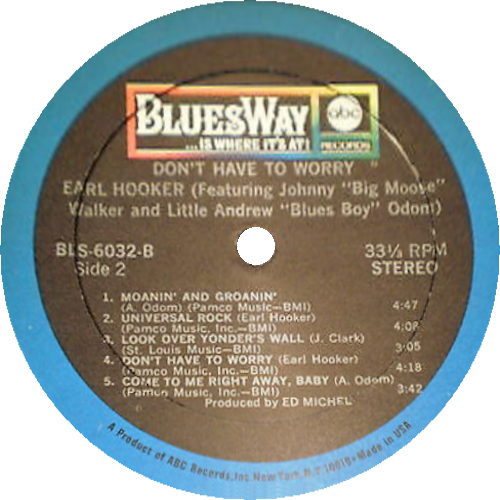 BLUESWAY
...IS WHERE IT'S AT!
abc
RECORDS
DON'T HAVE TO WORRY
EARL HOOKER (Featuring Johnny "Big Moose"
Walker and Little Andrew "Blues Boy" Odom)
BLS-6032-B
Side 2
33⅓ RPM
STEREO
1. MOANIN' AND GROANIN'
(A. Odom) (Pamco Music—BMI) 4:47
2. UNIVERSAL ROCK (Earl Hooker)
(Pamco Music, Inc.—BMI) 4:08
3. LOOK OVER YONDER'S WALL (J. Clark)
(St. Louis Music—BMI) 3:05
4. DON'T HAVE TO WORRY (Earl Hooker)
(Pamco Music, Inc.—BMI) 4:18
5. COME TO ME RIGHT AWAY, BABY (A. Odom)
(Pamco Music, Inc.—BMI) 3:42
Produced by ED MICHEL
A Product of ABC Records, Inc. New York, N.Y. 10019 • Made in USA